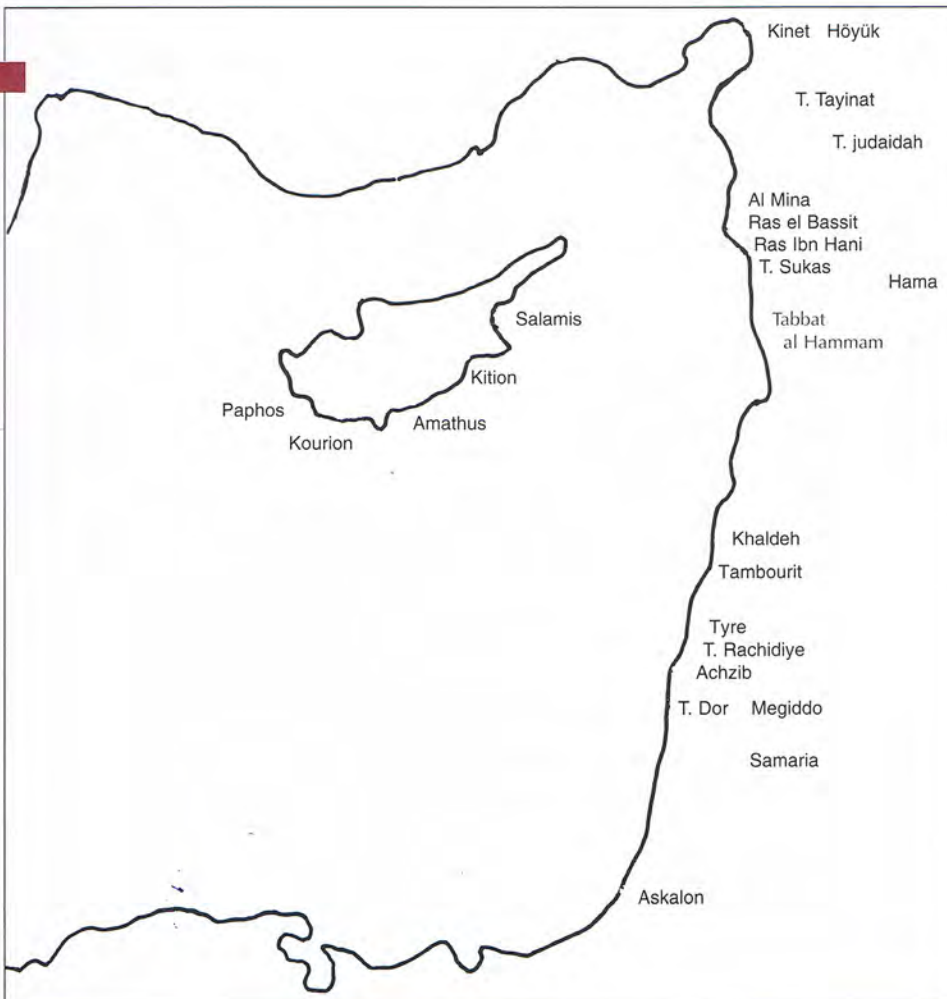 Kinet Höyük
T. Tayinat
T. judaidah
Al Mina
Ras el Bassit
Ras Ibn Hani
T. Sukas
Hama
Salamis
Tabbat
al Hammam
Kition
Paphos
Amathus
Kourion
Khaldeh
Tambourit
Tyre
T. Rachidiye
Achzib
T. Dor Megiddo
Samaria
Askalon